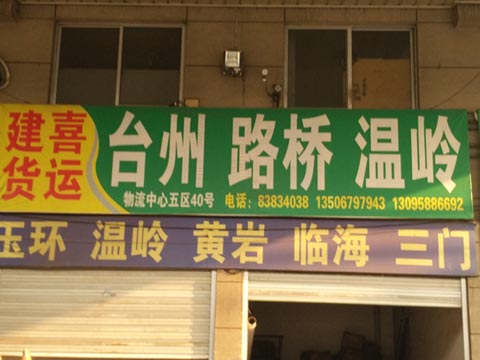 建喜
货运
台州 路桥 温岭
物流中心五区40号 电话：83834038 13506797943 13095886692
玉环 温岭 黄岩 临海 三门